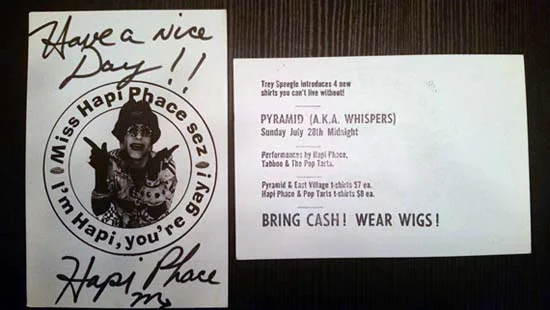 Have a Nice
Day!!
Miss Hapi Phace sez
I'm Hapi, you're gay!
Hapi Phace
Trey Speegle introduces 4 new
shirts you can't live without!
PYRAMID (A.K.A. WHISPERS)
Sunday July 28th Midnight
Performances by Hapi Phace,
Tabboo & The Pop Tarts.
Pyramid & East Village t-shirts $7 ea.
Hapi Phace & Pop Tarts t-shirts $8 ea.
BRING CASH! WEAR WIGS!